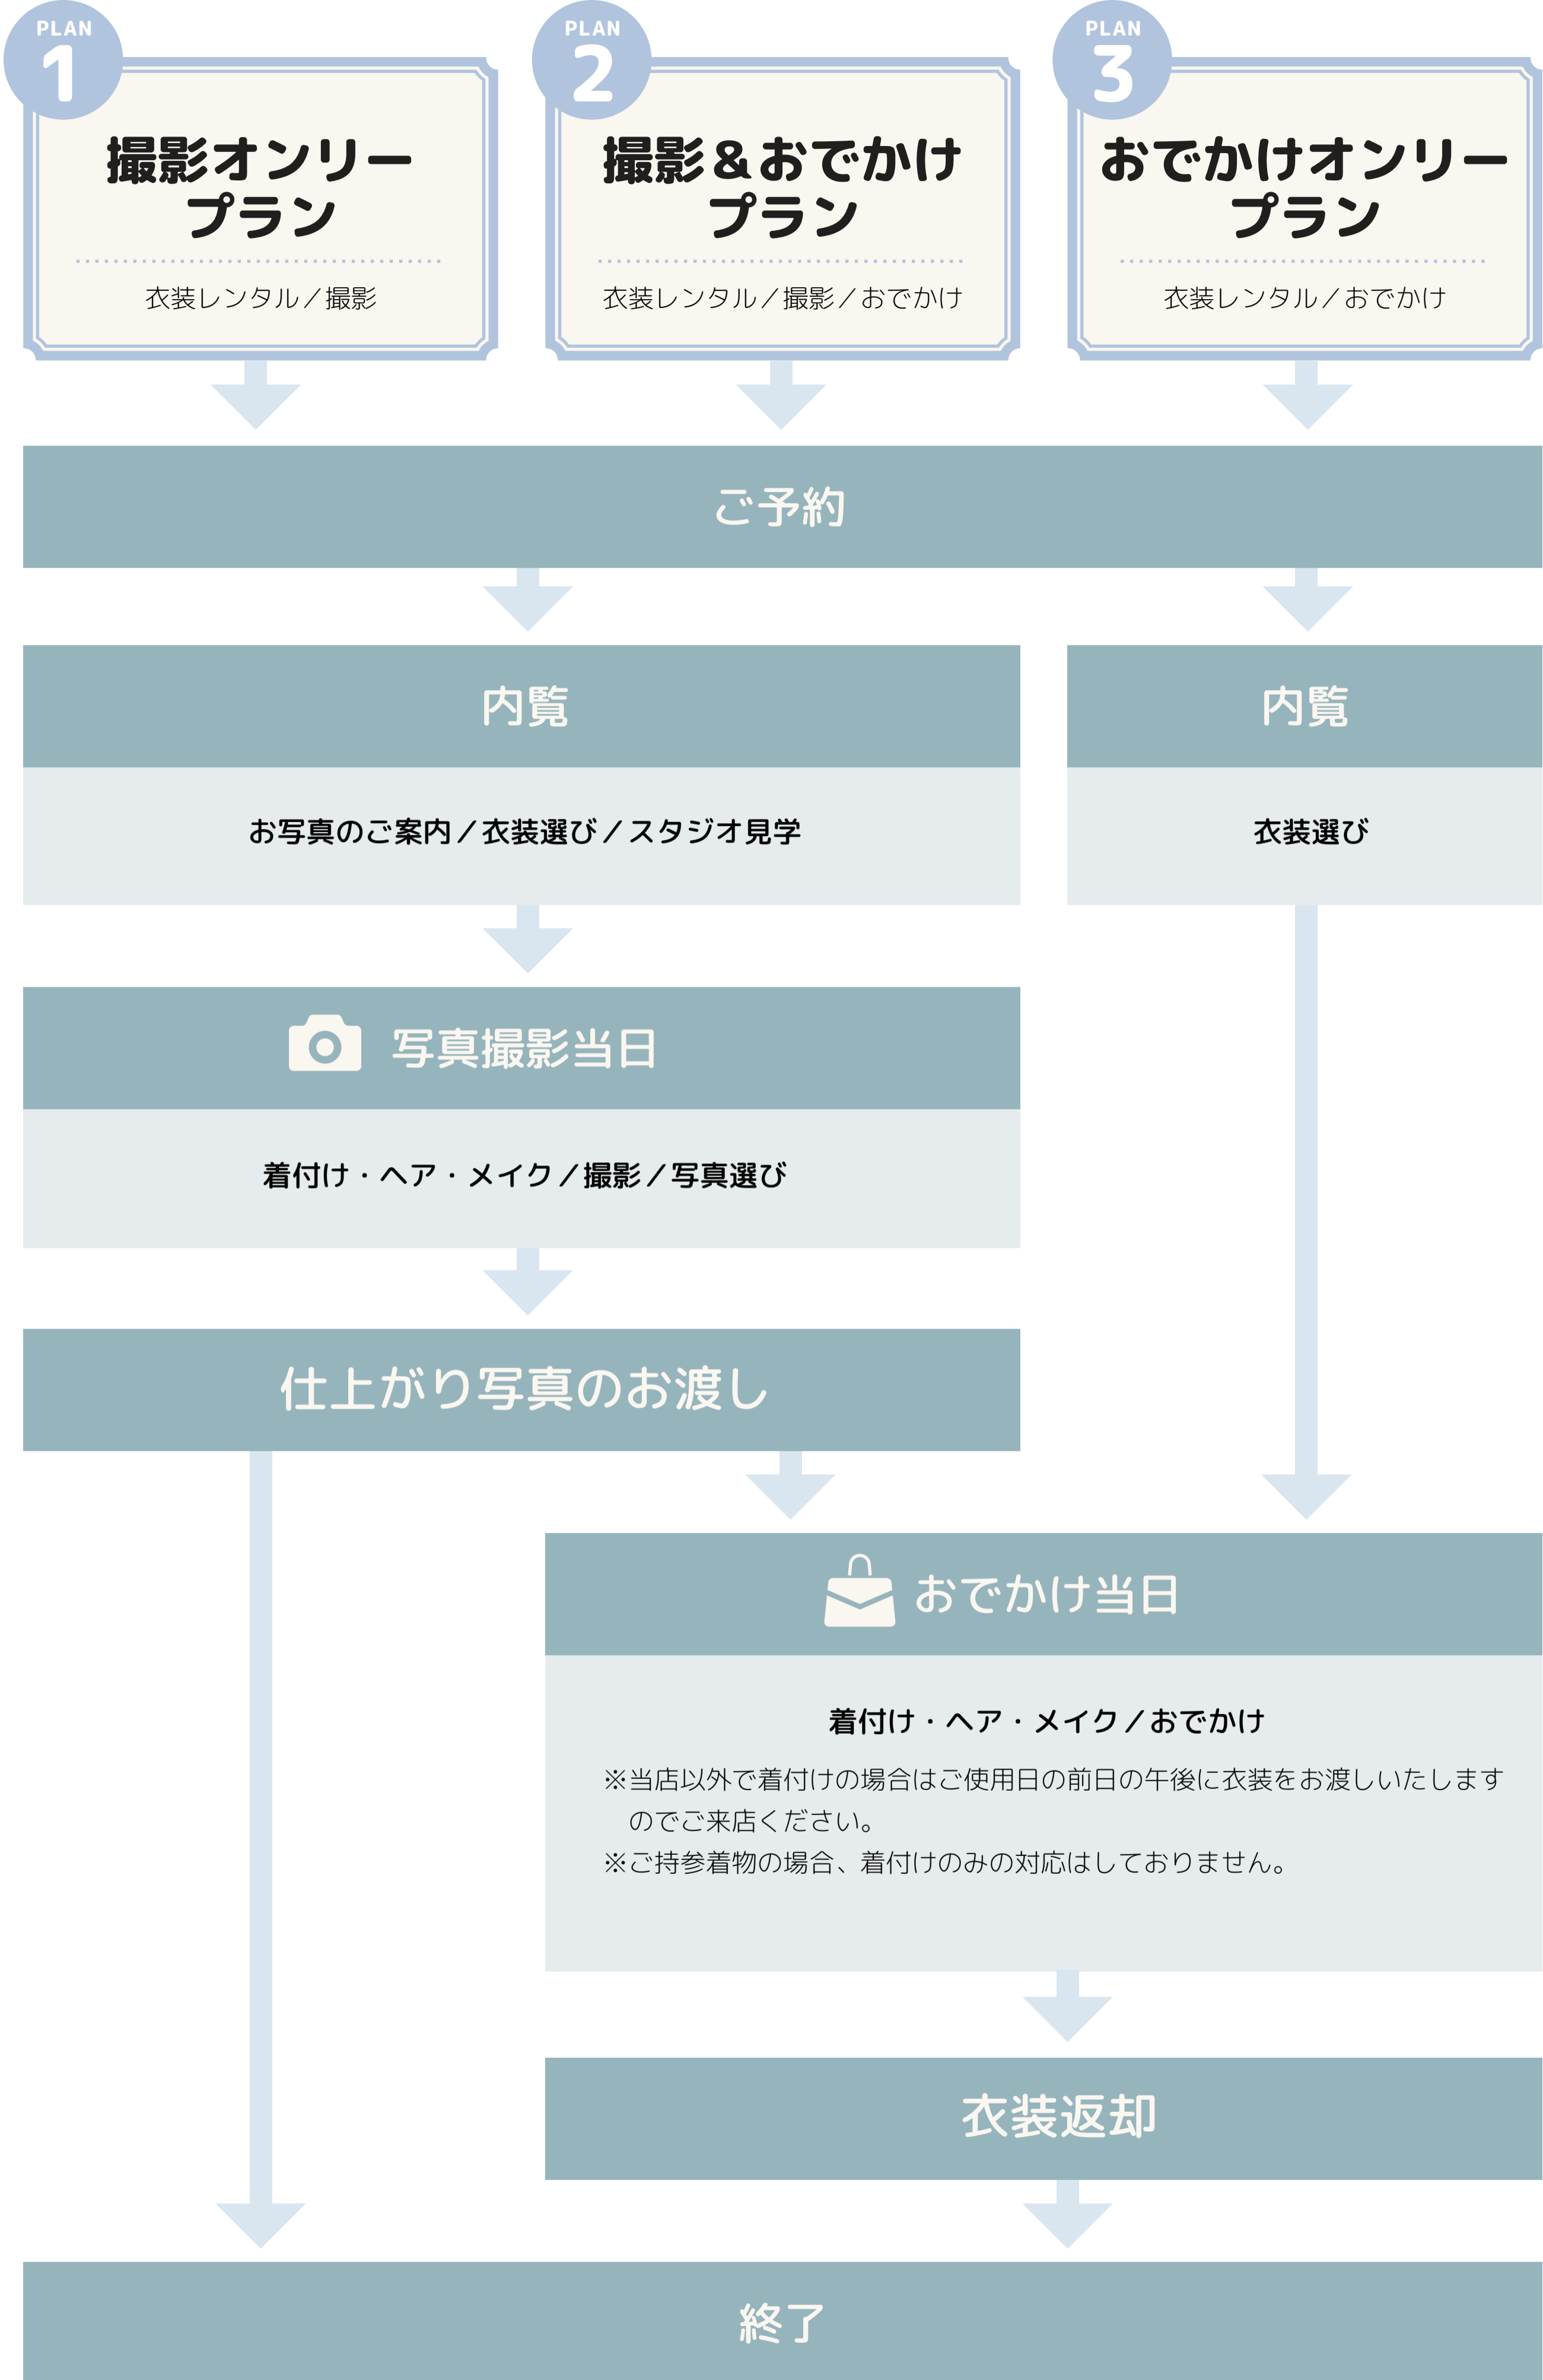 PLAN
1
撮影オンリー
プラン
衣装レンタル／撮影
PLAN
2
撮影&おでかけ
プラン
衣装レンタル／撮影／おでかけ
PLAN
3
おでかけオンリー
プラン
衣装レンタル／おでかけ
ご予約
内覧
お写真のご案内／衣装選び／スタジオ見学
内覧
衣装選び
写真撮影当日
着付け・ヘア・メイク／撮影／写真選び
仕上がり写真のお渡し
おでかけ当日
着付け・ヘア・メイク／おでかけ
※当店以外で着付けの場合はご使用日の前日の午後に衣装をお渡しいたします
のでご来店ください。
※ご持参着物の場合、着付けのみの対応はしておりません。
衣装返却
終了